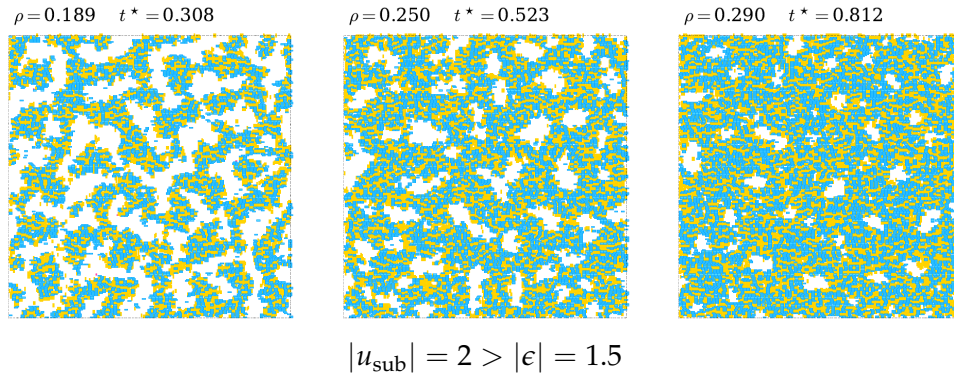 ρ = 0.189 t* = 0.308
ρ = 0.250 t* = 0.523
ρ = 0.290 t* = 0.812
|u_sub| = 2 > |ϵ| = 1.5